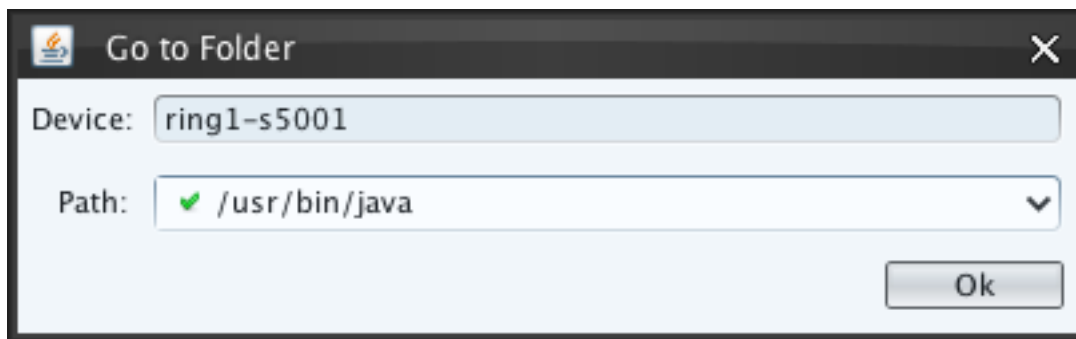 Go to Folder
Device: ring1-s5001
Path: /usr/bin/java
Ok